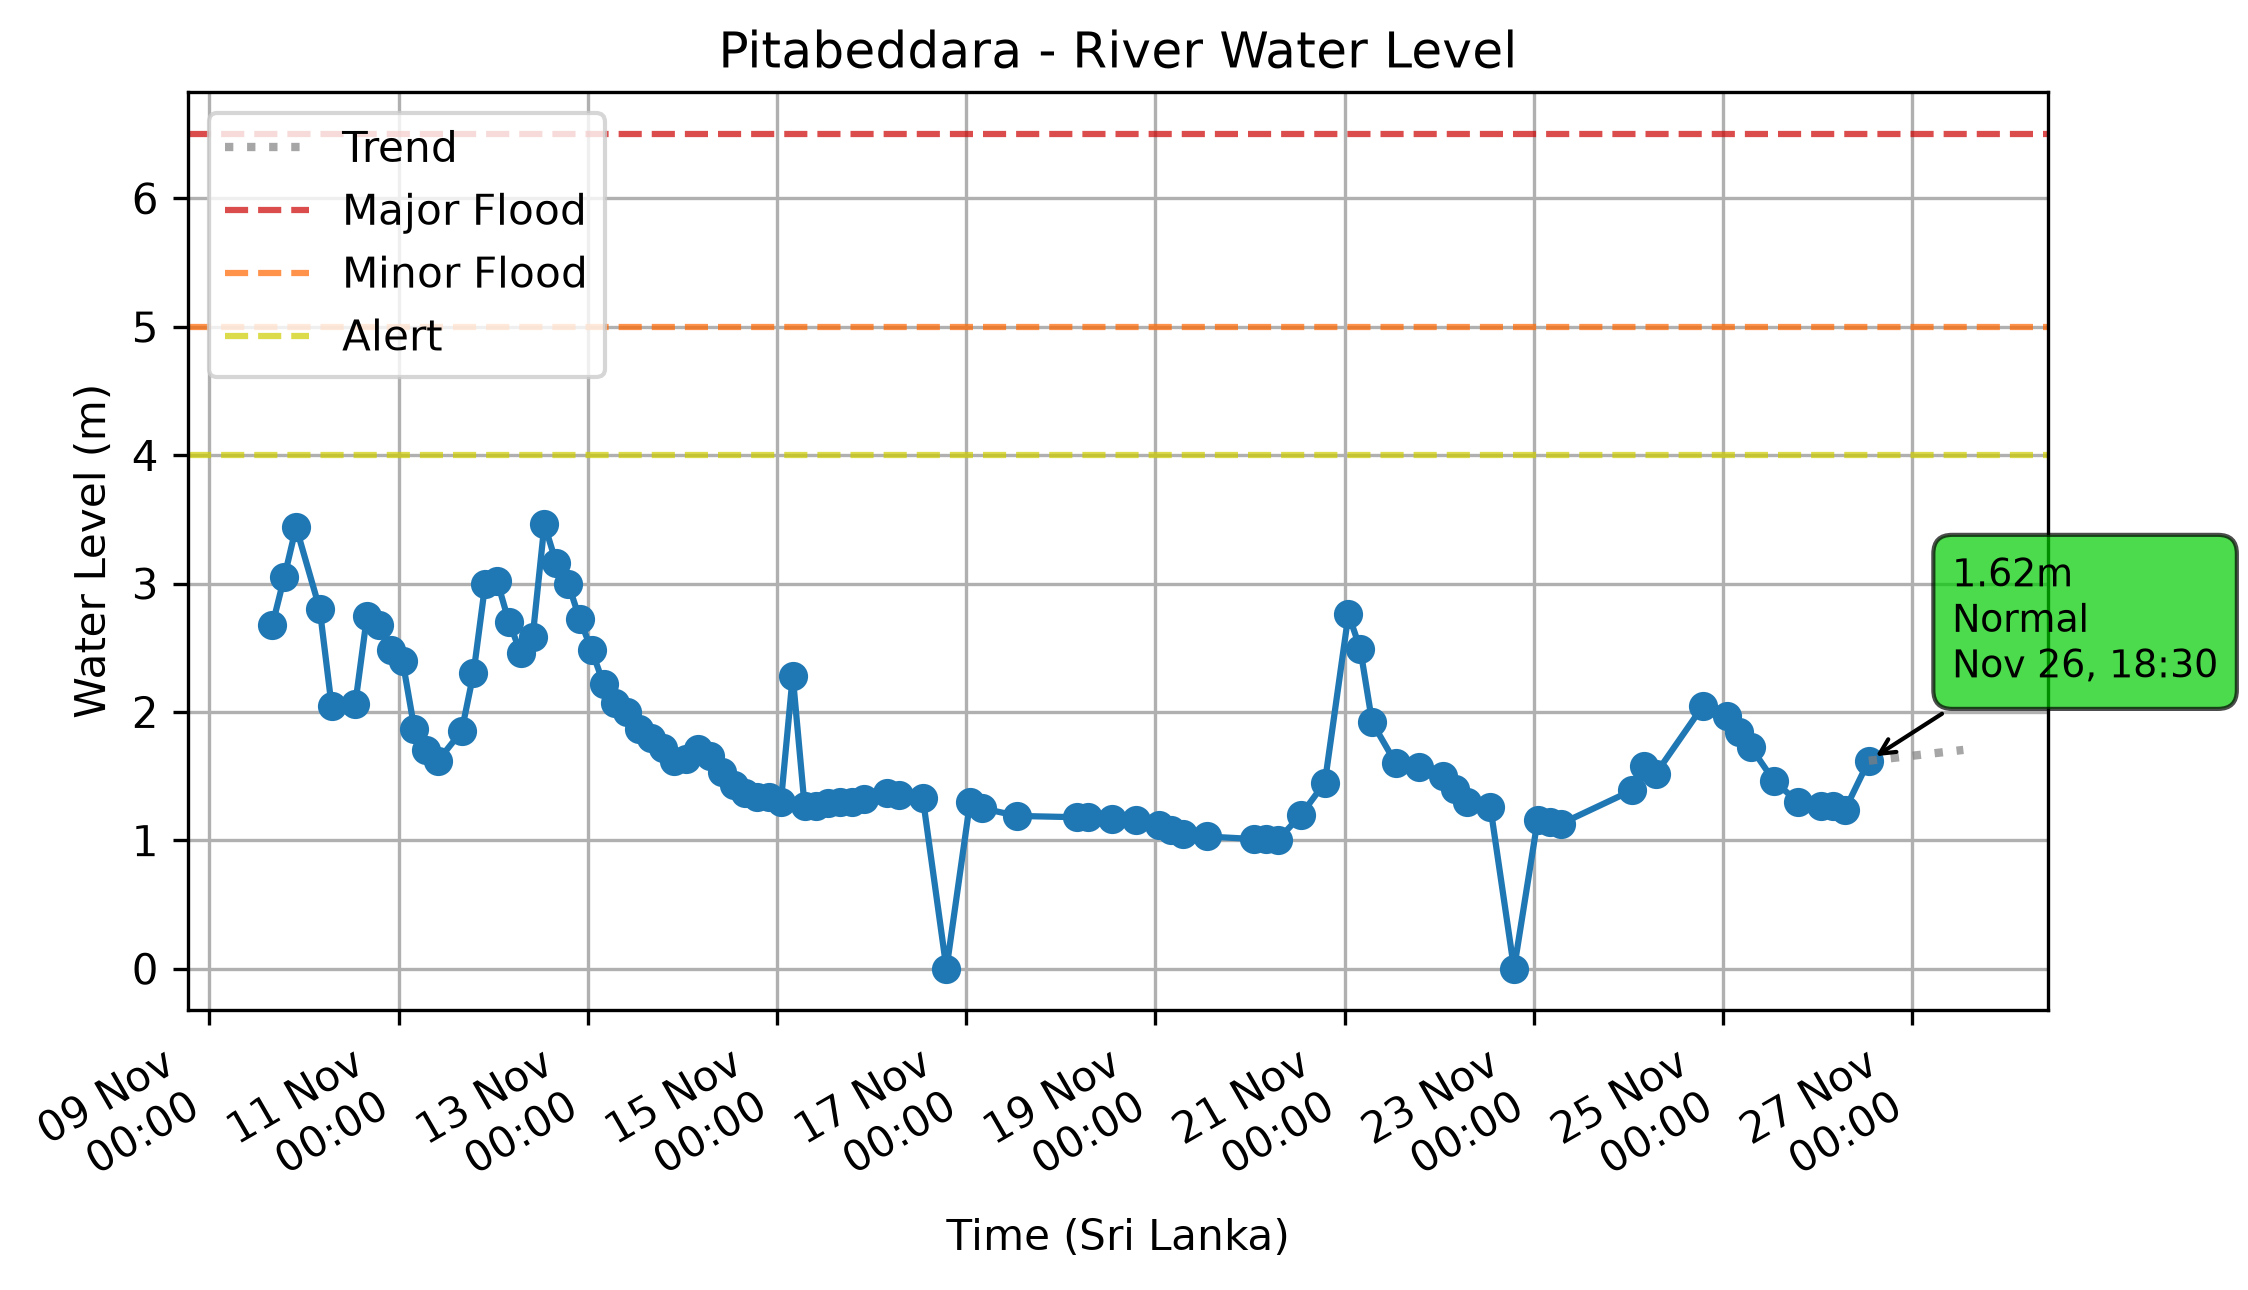 Pitabeddara - River Water Level
Trend
Major Flood
Minor Flood
Alert
6
5
4
3
2
1
0
Water Level (m)
1.62m
Normal
Nov 26, 18:30
09 Nov
00:00
11 Nov
00:00
13 Nov
00:00
15 Nov
00:00
17 Nov
00:00
19 Nov
00:00
21 Nov
00:00
23 Nov
00:00
25 Nov
00:00
27 Nov
00:00
Time (Sri Lanka)